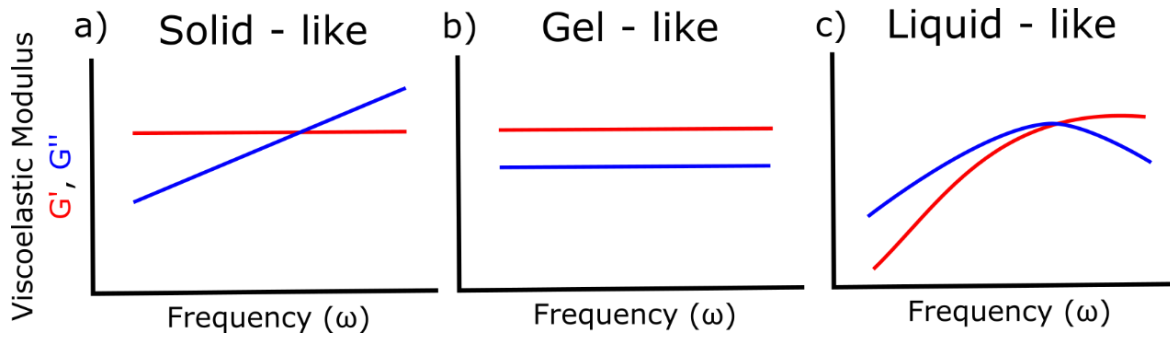 a) Solid - like
b) Gel - like
c) Liquid - like
Viscoelastic Modulus
G', G''
Frequency (ω)
Frequency (ω)
Frequency (ω)